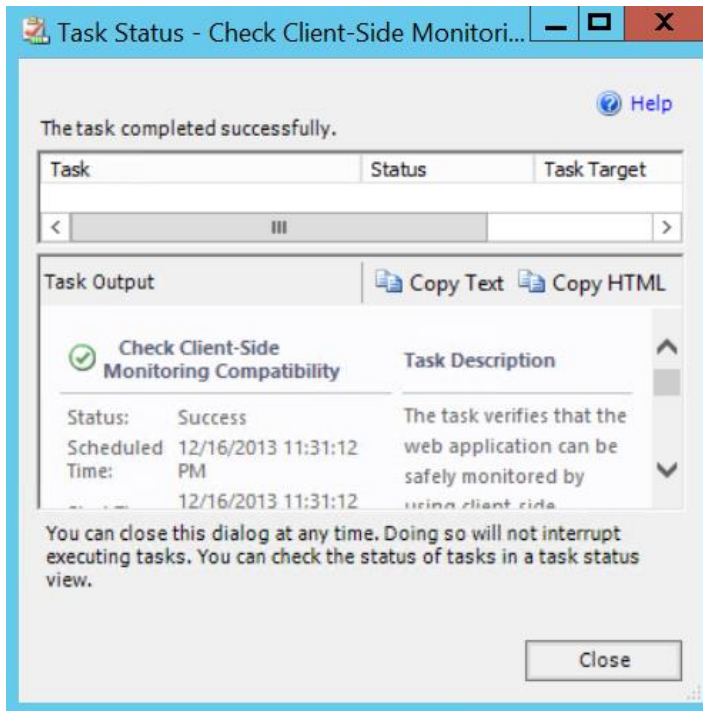 Task Status - Check Client-Side Monitori...
Help
The task completed successfully.
Task Status Task Target
Task Output Copy Text Copy HTML
Check Client-Side
Monitoring Compatibility
Task Description
Status: Success
Scheduled Time: 12/16/2013 11:31:12 PM
12/16/2013 11:31:12
The task verifies that the
web application can be
safely monitored by
using client-side
You can close this dialog at any time. Doing so will not interrupt
executing tasks. You can check the status of tasks in a task status
view.
Close